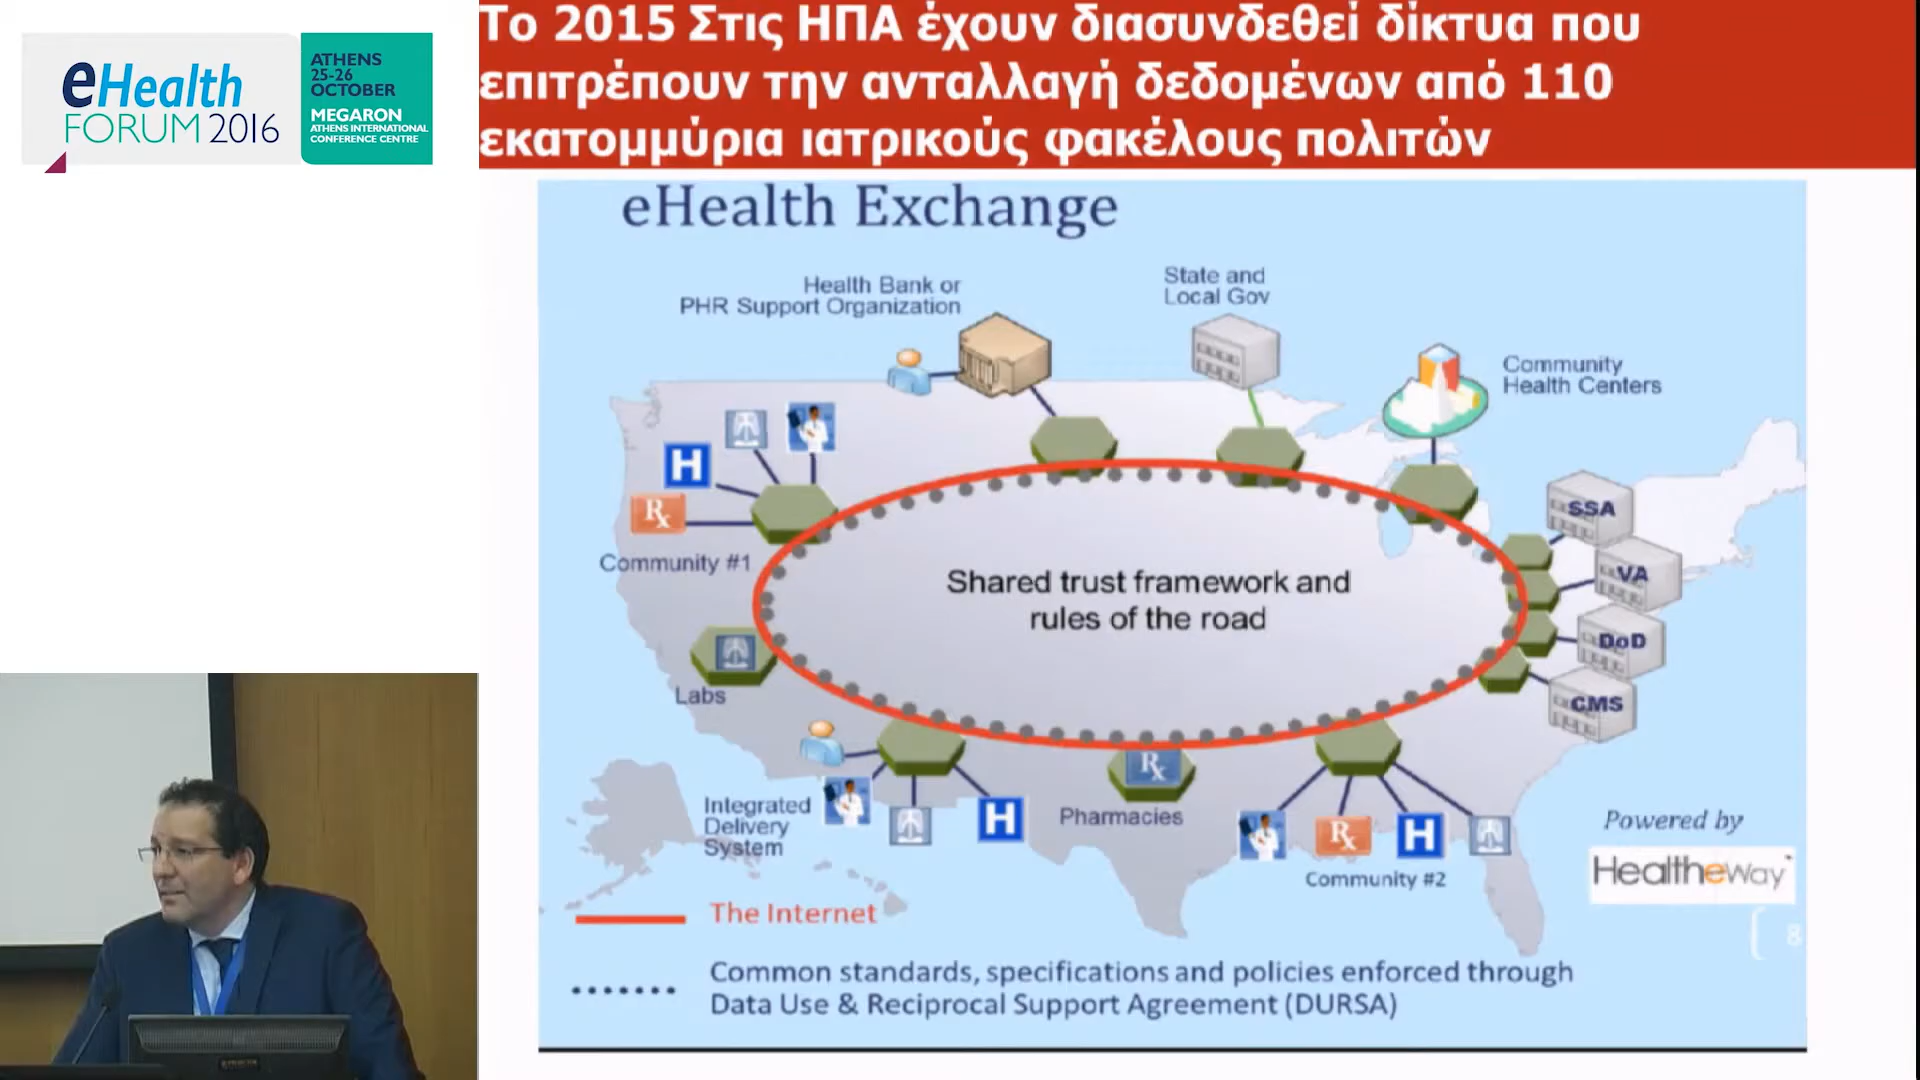 eHealth
FORUM 2016
ATHENS
25-26
OCTOBER
MEGARON
ATHENS INTERNATIONAL
CONFERENCE CENTRE
Το 2015 Στις ΗΠΑ έχουν διασυνδεθεί δίκτυα που
επιτρέπουν την ανταλλαγή δεδομένων από 110
εκατομμύρια ιατρικούς φακέλους πολιτών
eHealth Exchange
Health Bank or
PHR Support Organization
State and
Local Gov
Community
Health Centers
H
Rx
Community #1
SSA
VA
DoD
CMS
Shared trust framework and
rules of the road
Labs
Integrated
Delivery
System
H
Rx
Pharmacies
Rx
H
Community #2
Powered by
HealtheWay
8
The Internet
Common standards, specifications and policies enforced through
Data Use & Reciprocal Support Agreement (DURSA)